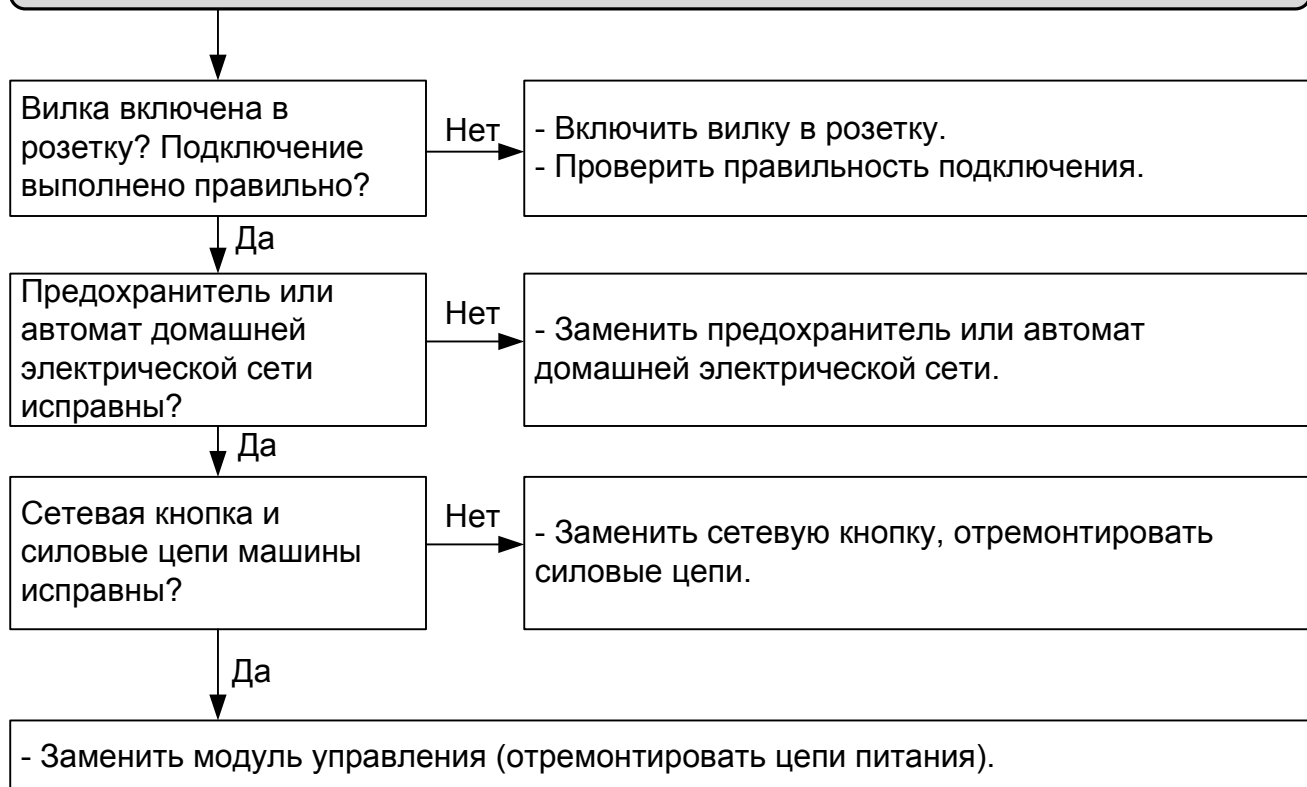 Вилка включена в
розетку? Подключение
выполнено правильно?
Нет
- Включить вилку в розетку.
- Проверить правильность подключения.
Да
Предохранитель или
автомат домашней
электрической сети
исправны?
Нет
- Заменить предохранитель или автомат
домашней электрической сети.
Да
Сетевая кнопка и
силовые цепи машины
исправны?
Нет
- Заменить сетевую кнопку, отремонтировать
силовые цепи.
Да
- Заменить модуль управления (отремонтировать цепи питания).